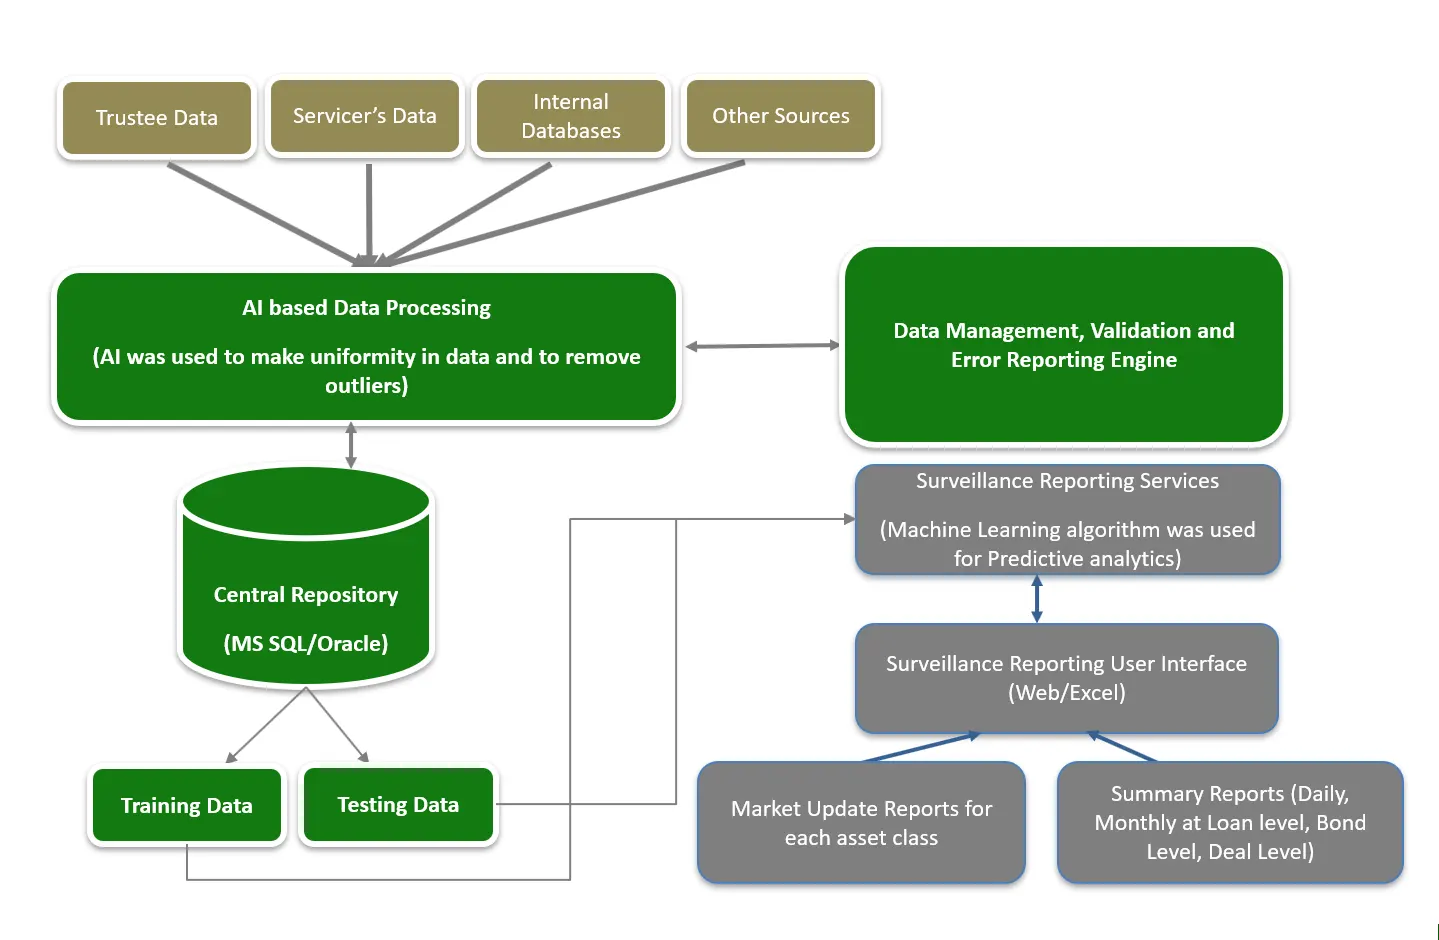 Trustee Data
Servicer’s Data
Internal
Databases
Other Sources
AI based Data Processing
(AI was used to make uniformity in data and to remove
outliers)
Data Management, Validation and
Error Reporting Engine
Surveillance Reporting Services
(Machine Learning algorithm was used
for Predictive analytics)
Central Repository
(MS SQL/Oracle)
Surveillance Reporting User Interface
(Web/Excel)
Training Data
Testing Data
Market Update Reports for
each asset class
Summary Reports (Daily,
Monthly at Loan level, Bond
Level, Deal Level)